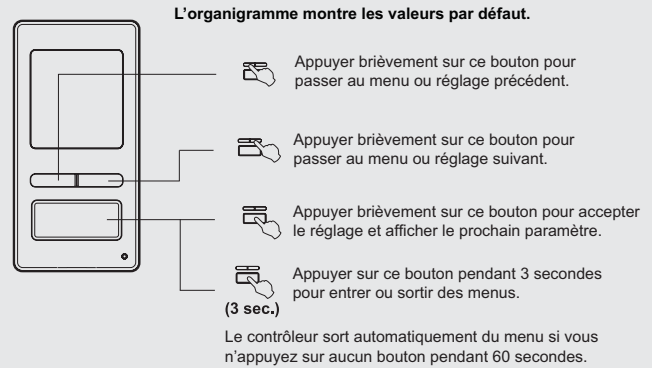 L'organigramme montre les valeurs par défaut.
Appuyer brièvement sur ce bouton pour
passer au menu ou réglage précédent.
Appuyer brièvement sur ce bouton pour
passer au menu ou réglage suivant.
Appuyer brièvement sur ce bouton pour accepter
le réglage et afficher le prochain paramètre.
Appuyer sur ce bouton pendant 3 secondes
pour entrer ou sortir des menus.
(3 sec.)
Le contrôleur sort automatiquement du menu si vous
n'appuyez sur aucun bouton pendant 60 secondes.